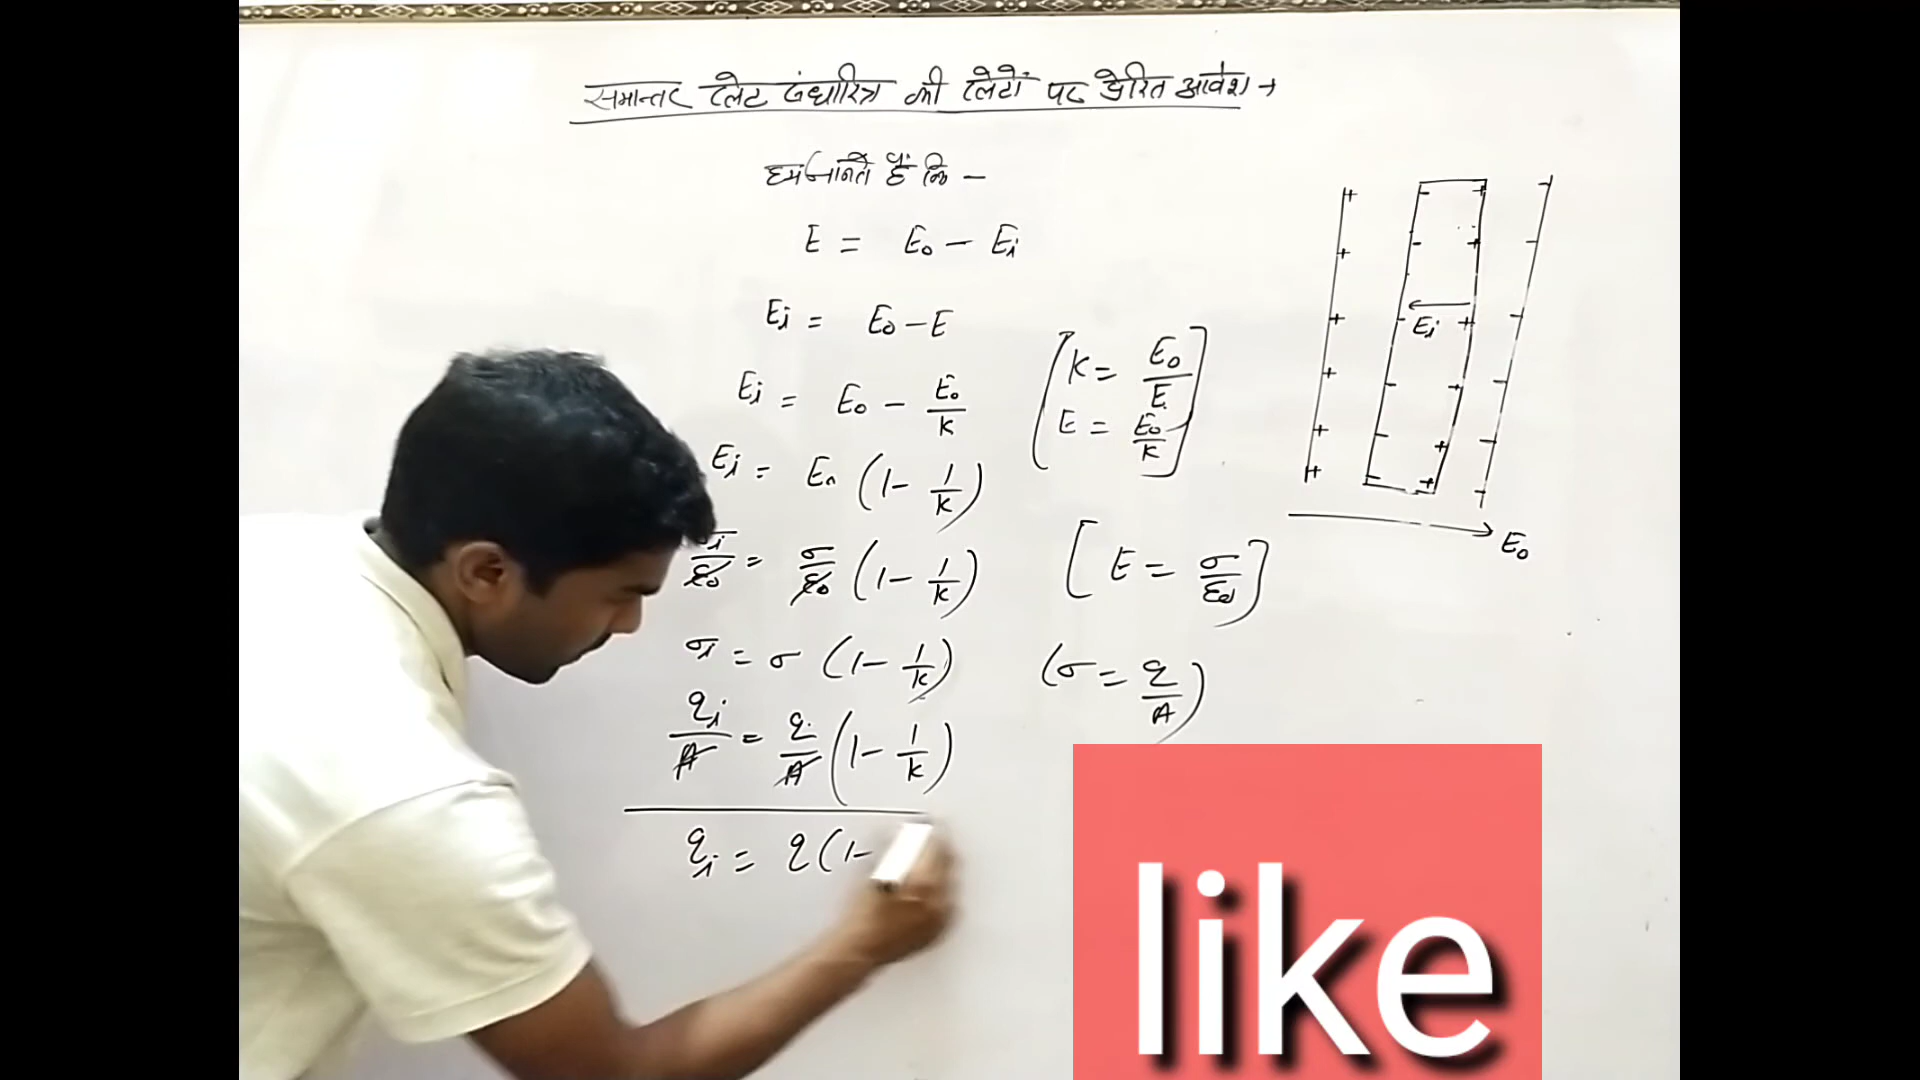 समान्तर प्लेट संधारित्र की प्लेटों पर प्रेरित आवेश →
हम जानते हैं कि -
E = E₀ - Eᵢ
Eᵢ = E₀ - E
Eᵢ = E₀ - E₀/K
[K = E₀/E
E = E₀/K]
Eᵢ = E₀ (1 - 1/K)
σᵢ/ε₀ = σ/ε₀ (1 - 1/K)
[E = σ/ε₀]
σᵢ = σ (1 - 1/K)
(σ = q/A)
qᵢ/A = q/A (1 - 1/K)
qᵢ = q (1 -
+ - + -
+ - + -
Eᵢ
+ - + -
+ - + -
+ - + -
+ - + -
E₀
like